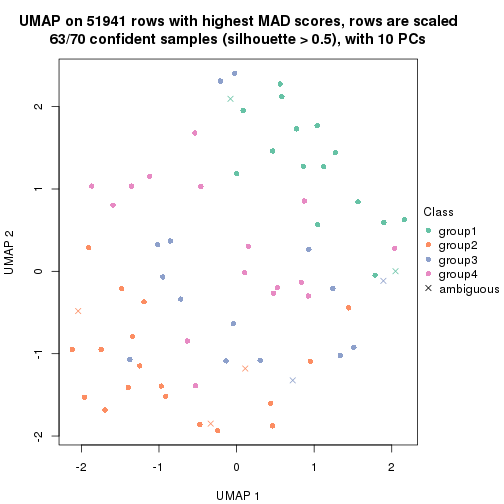 UMAP on 51941 rows with highest MAD scores, rows are scaled
63/70 confident samples (silhouette > 0.5), with 10 PCs
2
1
0
-1
-2
UMAP 2
-2
-1
0
1
2
UMAP 1
Class
group1
group2
group3
group4
ambiguous